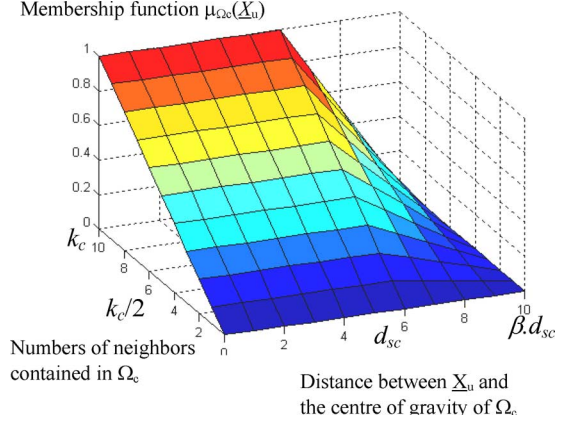 Membership function μΩc(Xu)
1
0.8
0.6
0.4
0.2
0
kc 10
8
6
kc/2 4
2
0
2
4
dsc 6
8
10
β.dsc
Numbers of neighbors
contained in Ωc
Distance between Xu and
the centre of gravity of Ωc